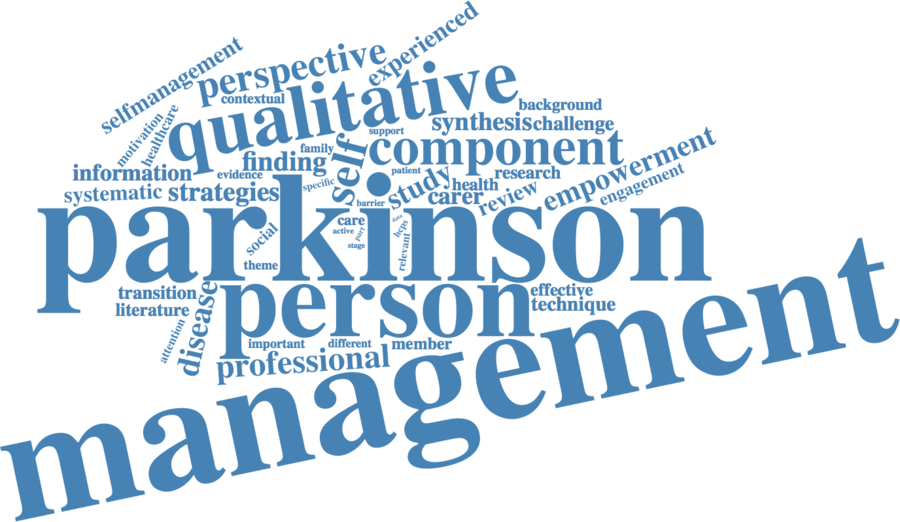 experienced
selfmanagement
perspective
qualitative
contextual
motivation
healthcare
background
synthesis
challenge
support
family
finding
self
component
information
evidence
specific
patient
study
health
research
empowerment
engagement
systematic
strategies
barrier
carer
review
parkinson
care
active
part
stage
data
hcps
relevant
social
theme
transition
literature
disease
attention
person
effective
technique
important
different
member
professional
management